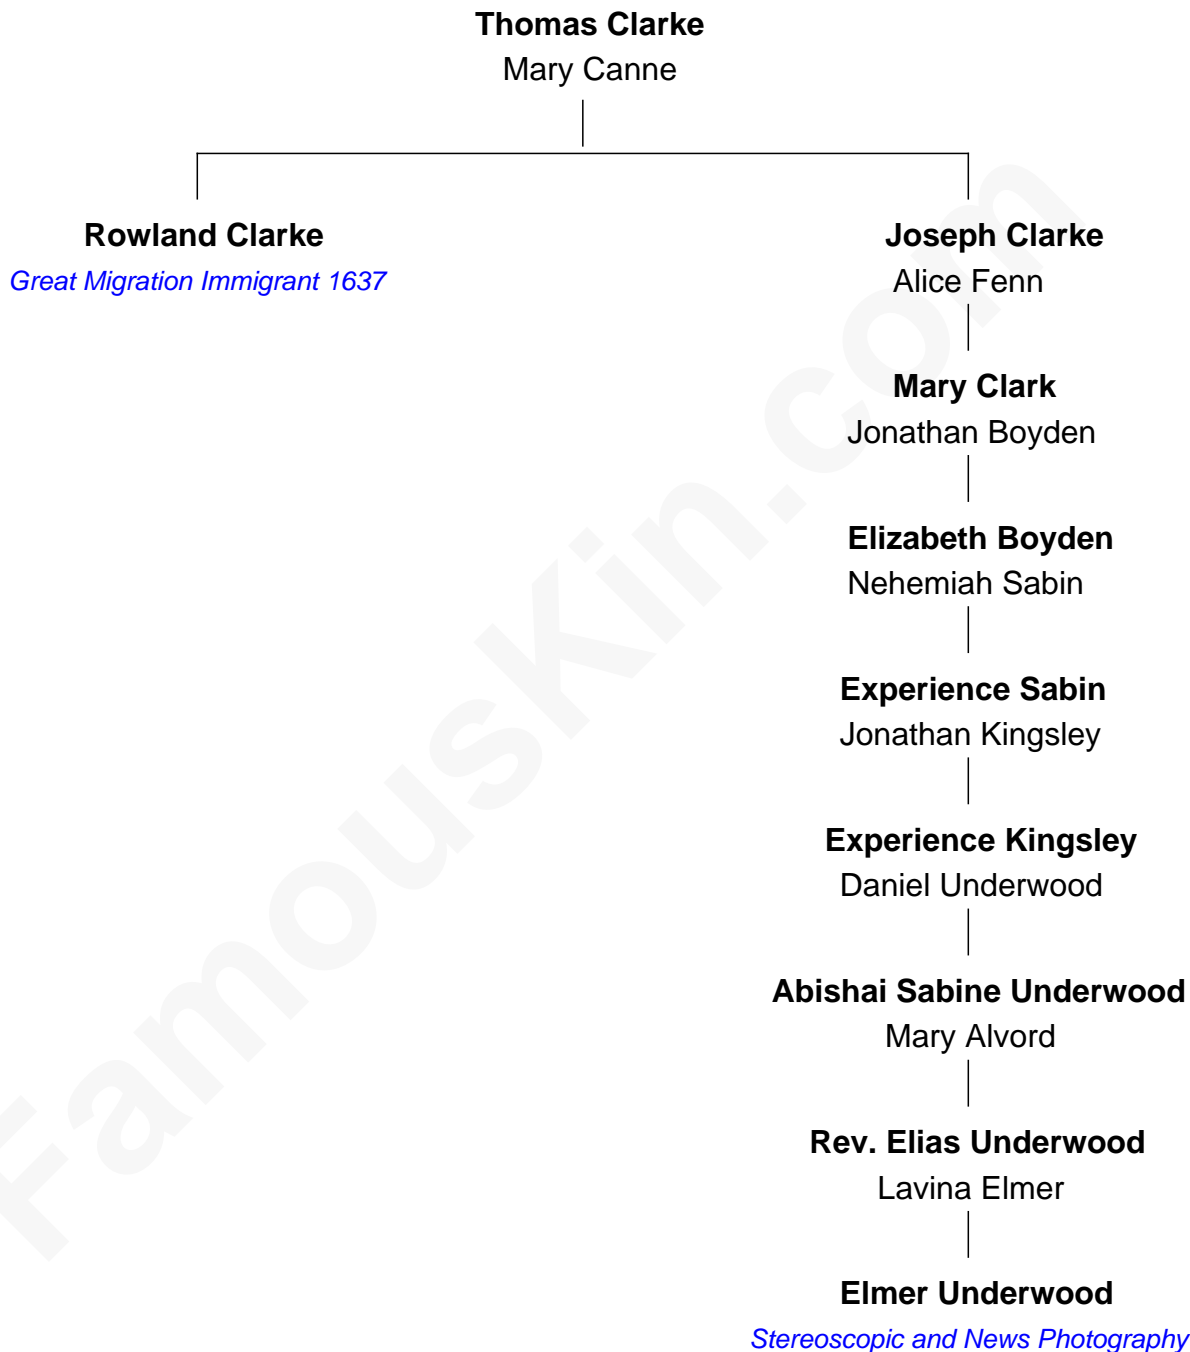 Thomas Clarke
Mary Canne
Rowland Clarke
Great Migration Immigrant 1637
Joseph Clarke
Alice Fenn
Mary Clark
Jonathan Boyden
Elizabeth Boyden
Nehemiah Sabin
Experience Sabin
Jonathan Kingsley
Experience Kingsley
Daniel Underwood
Abishai Sabine Underwood
Mary Alvord
Rev. Elias Underwood
Lavina Elmer
Elmer Underwood
Stereoscopic and News Photography
FamousKin.com